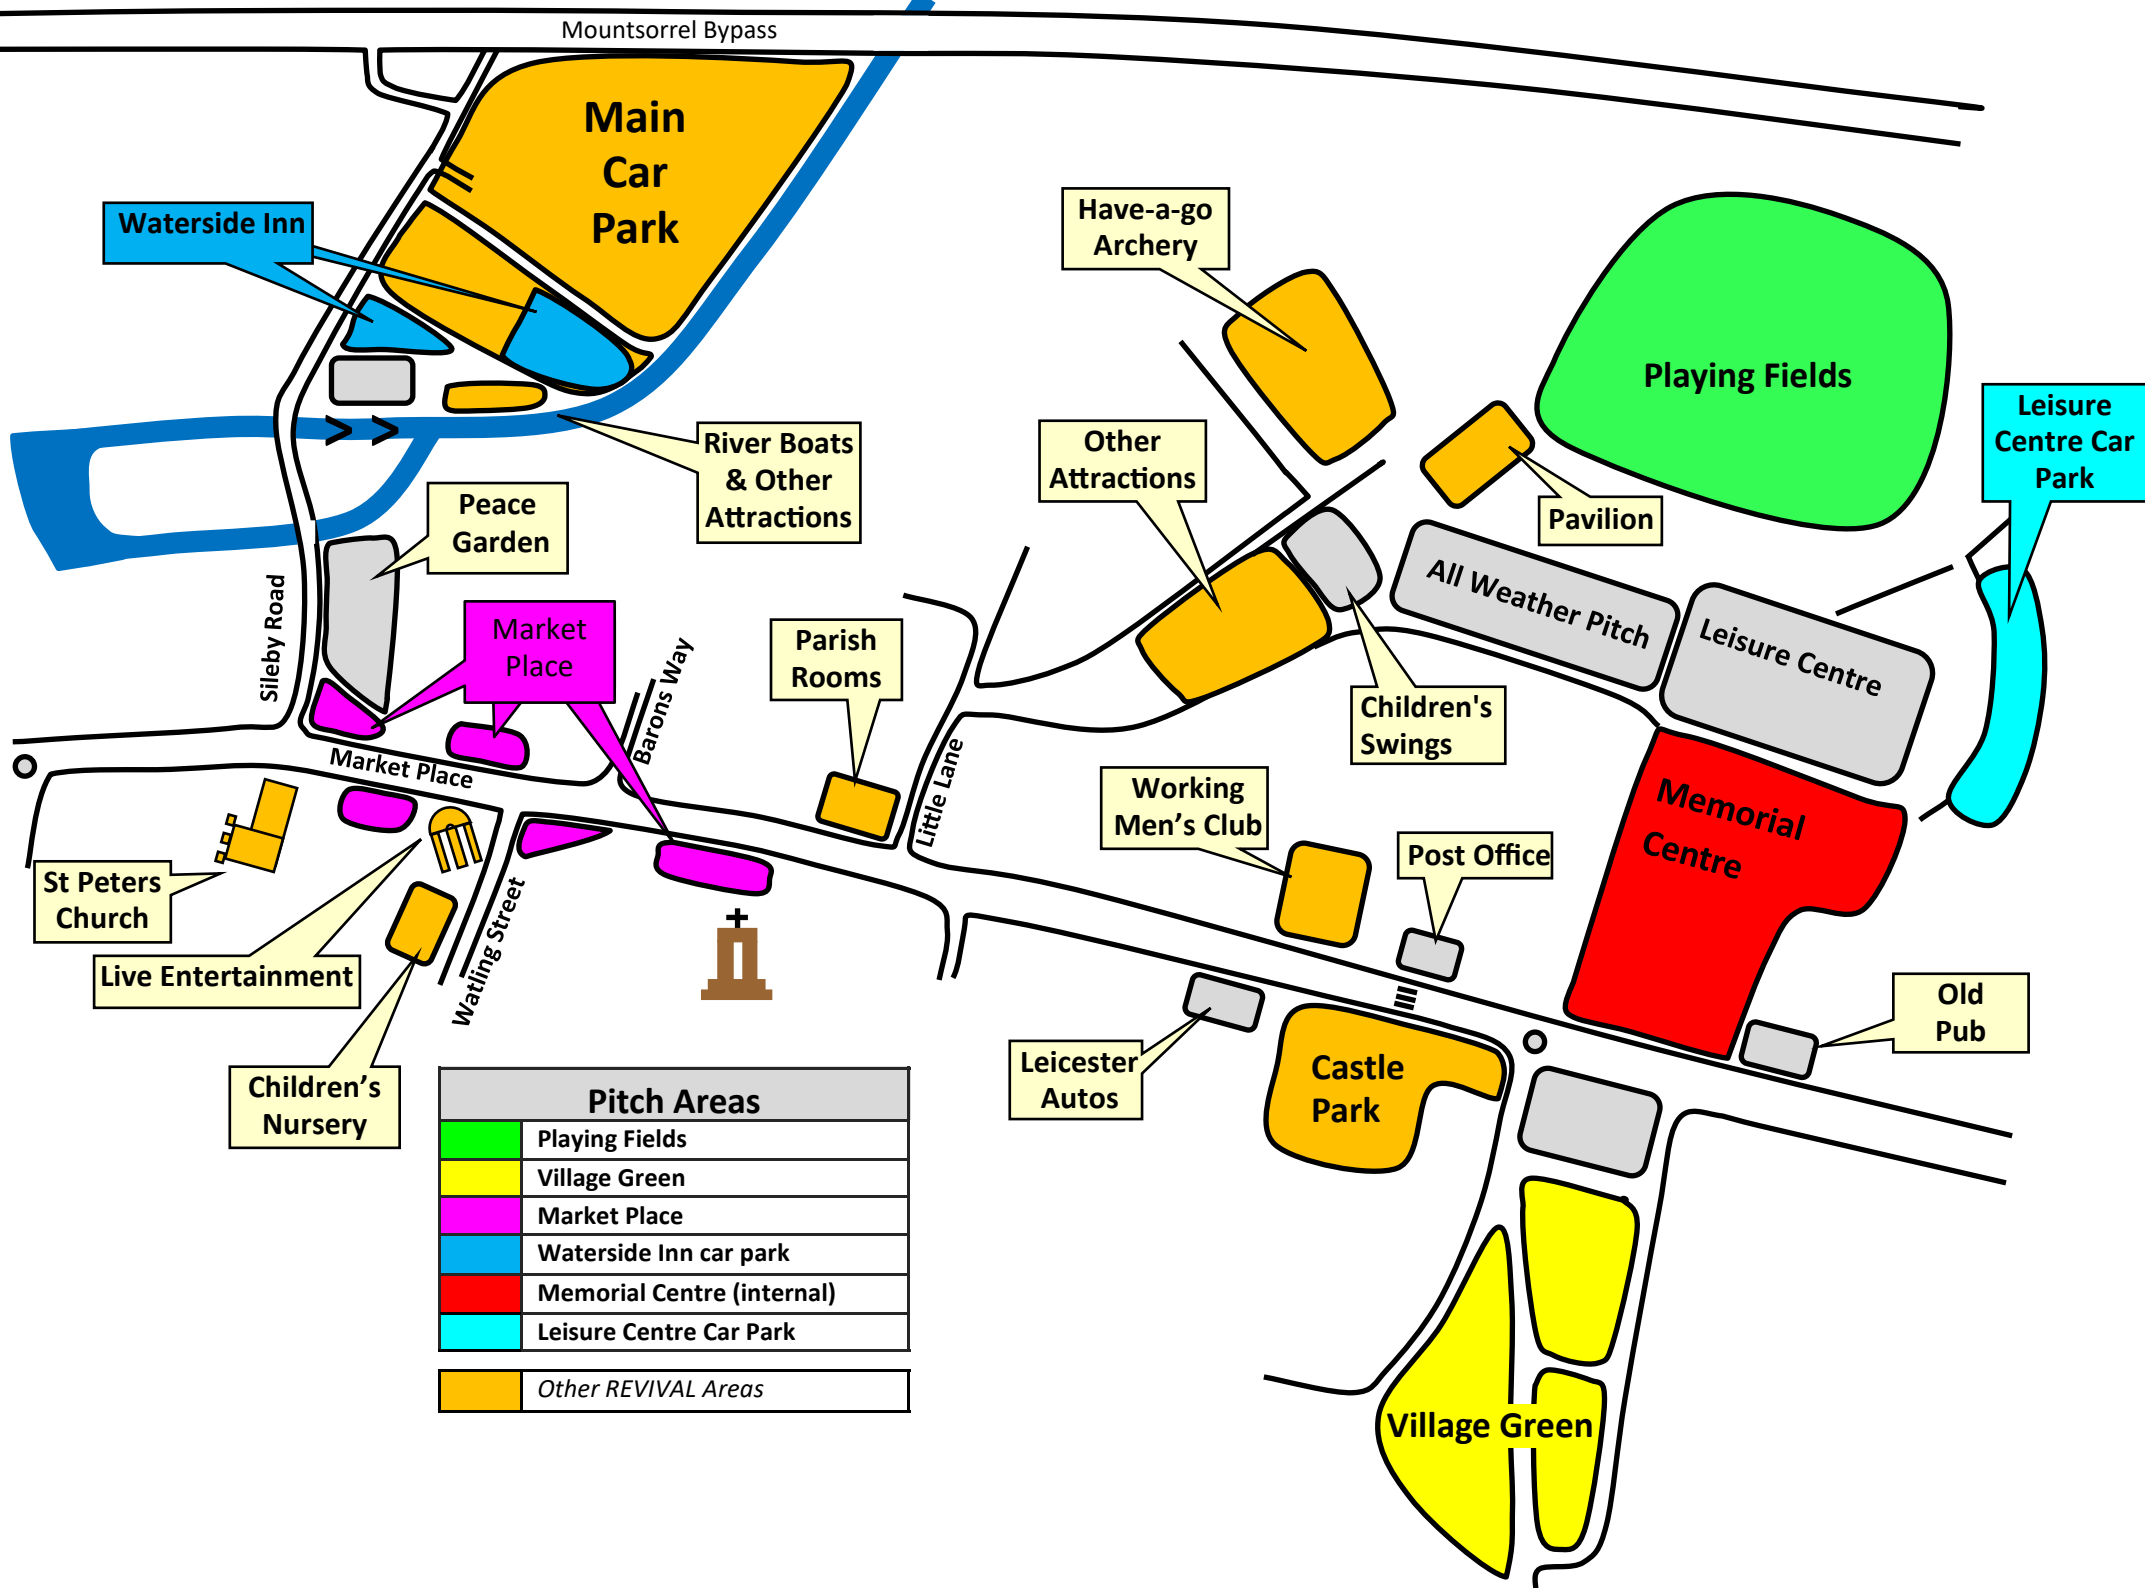 Mountsorrel Bypass
Main
Car
Park
Waterside Inn
Have-a-go
Archery
Playing Fields
Leisure
Centre Car
Park
River Boats
& Other
Attractions
Other
Attractions
Pavilion
Peace
Garden
All Weather Pitch
Leisure Centre
Sileby Road
Market
Place
Barons Way
Parish
Rooms
Children's
Swings
Market Place
Little Lane
Working
Men's Club
Post Office
Memorial
Centre
St Peters
Church
Live Entertainment
Watling Street
Old
Pub
Leicester
Autos
Castle
Park
Children's
Nursery
Pitch Areas
Playing Fields
Village Green
Market Place
Waterside Inn car park
Memorial Centre (internal)
Leisure Centre Car Park
Other REVIVAL Areas
Village Green